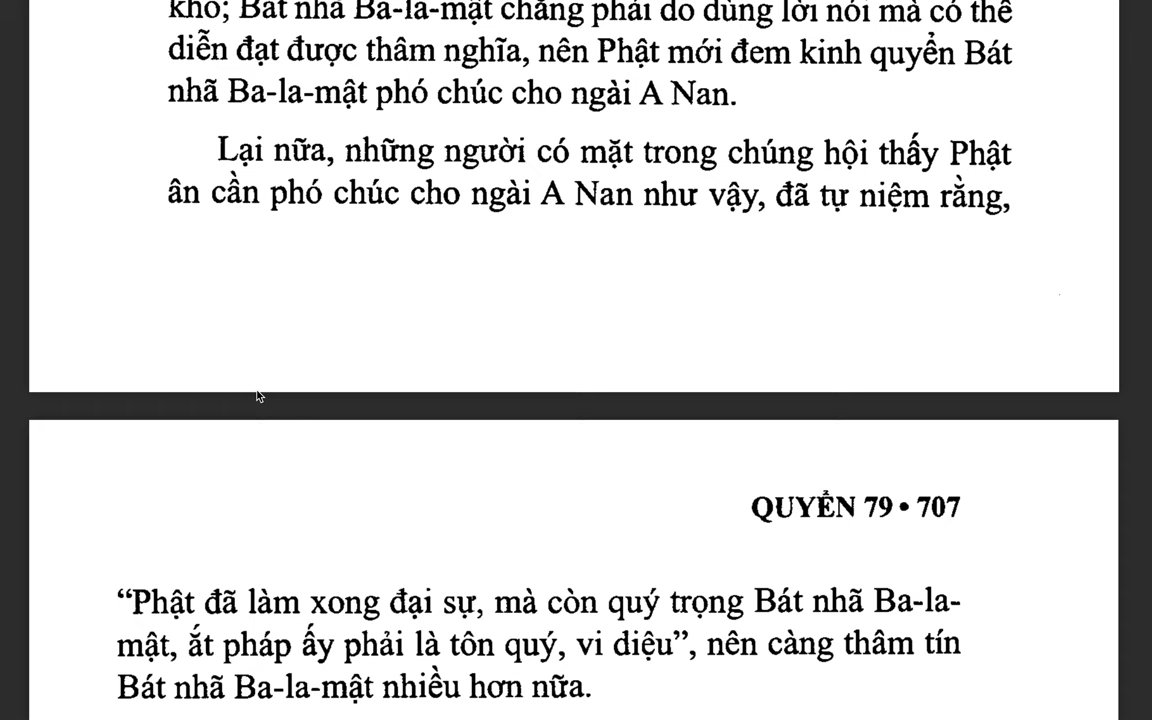 khổ; Bát nhã Ba-la-mật chẳng phải do dùng lời nói mà có thể
diễn đạt được thâm nghĩa, nên Phật mới đem kinh quyển Bát
nhã Ba-la-mật phó chúc cho ngài A Nan.
Lại nữa, những người có mặt trong chúng hội thấy Phật
ân cần phó chúc cho ngài A Nan như vậy, đã tự niệm rằng,
QUYỂN 79 • 707
“Phật đã làm xong đại sự, mà còn quý trọng Bát nhã Ba-la-
mật, ắt pháp ấy phải là tôn quý, vi diệu”, nên càng thâm tín
Bát nhã Ba-la-mật nhiều hơn nữa.